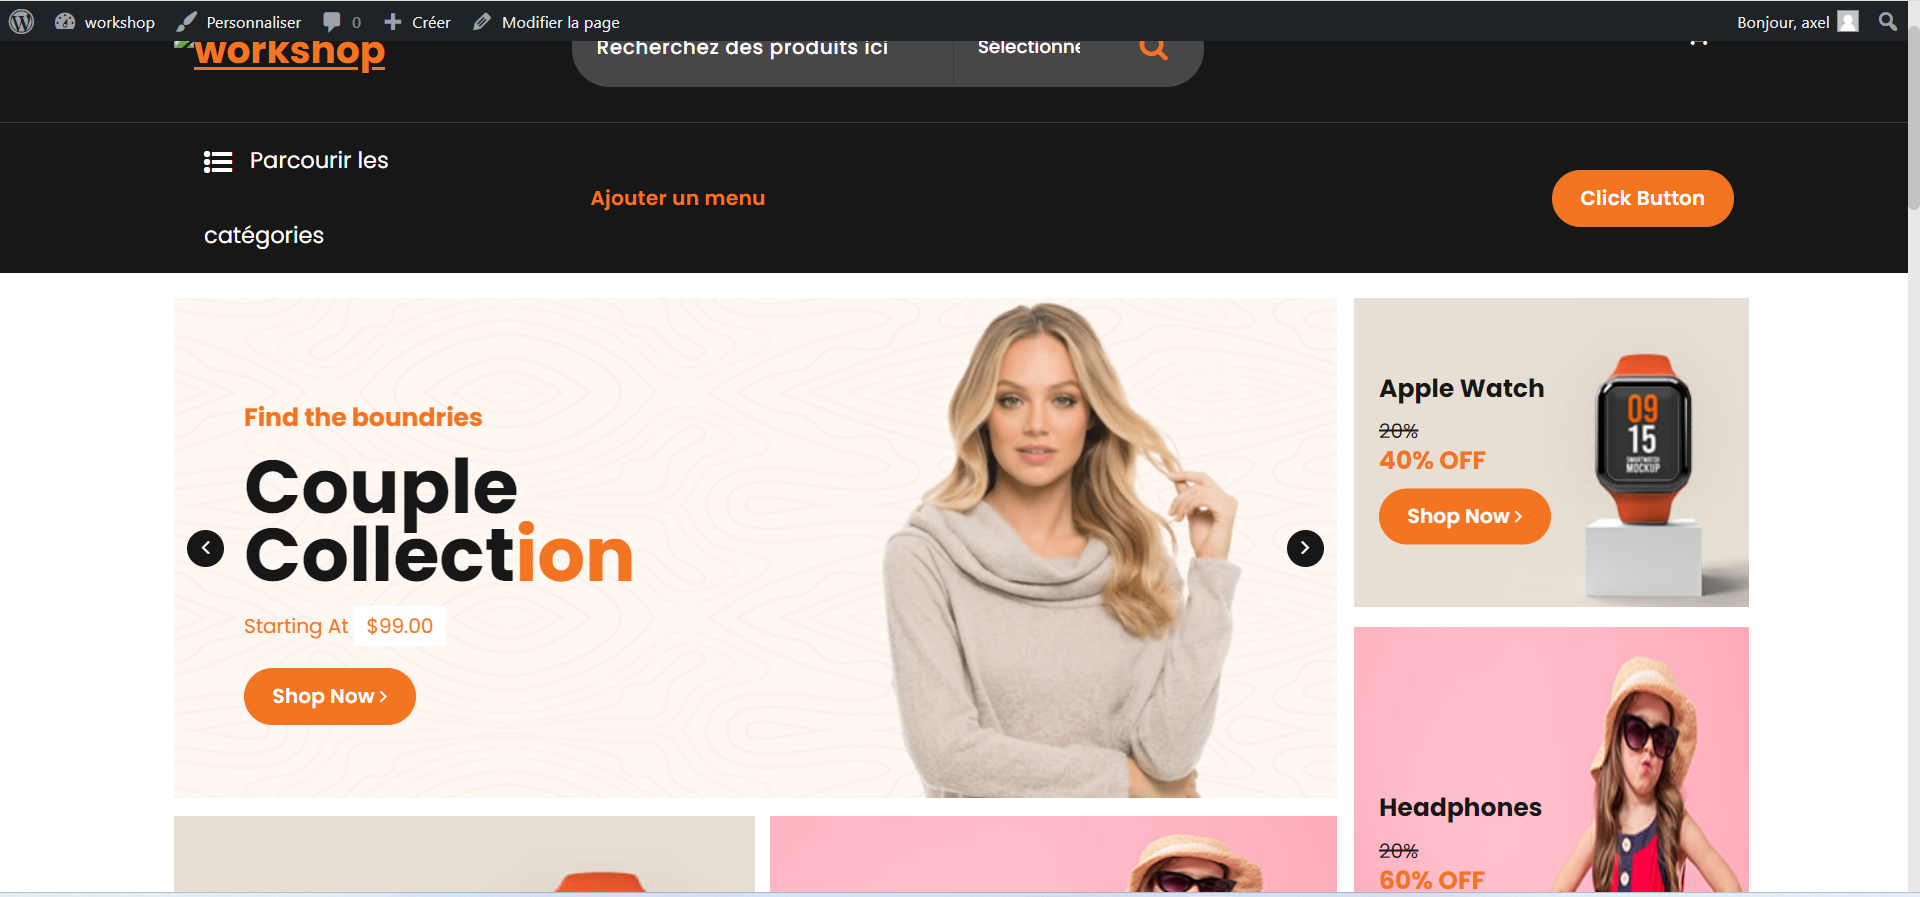 workshop Personnaliser 0 Créer Modifier la page Bonjour, axel
workshop
Recherchez des produits ici
Sélectionne
Parcourir les
catégories
Ajouter un menu
Click Button
Find the boundries
Couple
Collection
Starting At $99.00
Shop Now
Apple Watch
20%
40% OFF
Shop Now
09
15
SMARTWATCH
MOCKUP
Headphones
20%
60% OFF